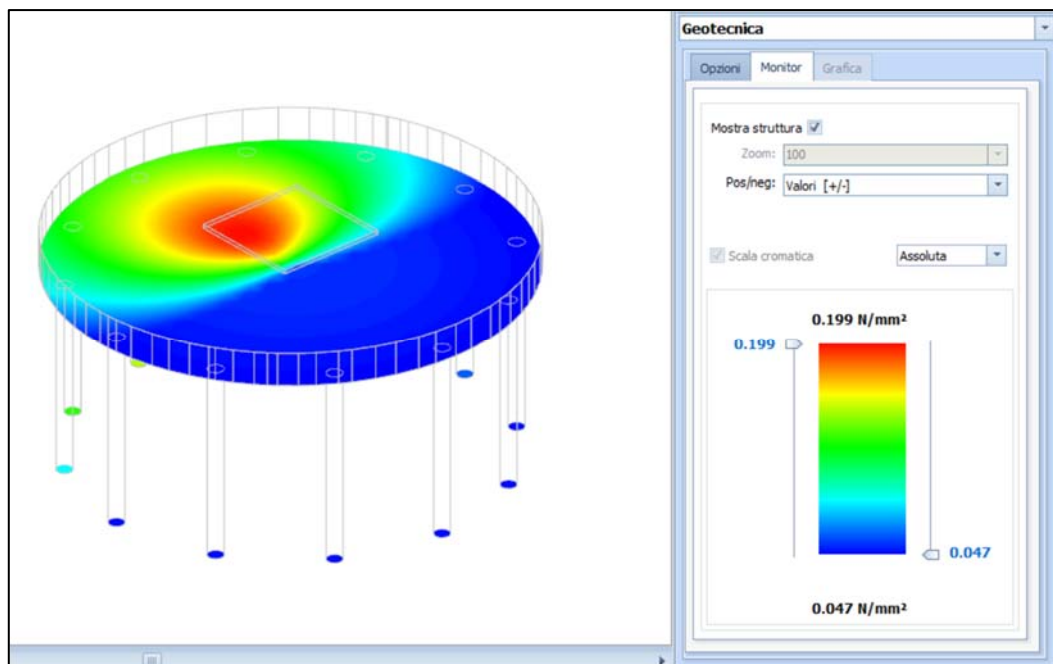 Geotecnica
Opzioni Monitor Grafica
Mostra struttura
Zoom: 100
Pos/neg: Valori [+/-]
Scala cromatica Assoluta
0.199 N/mm²
0.199
0.047
0.047 N/mm²